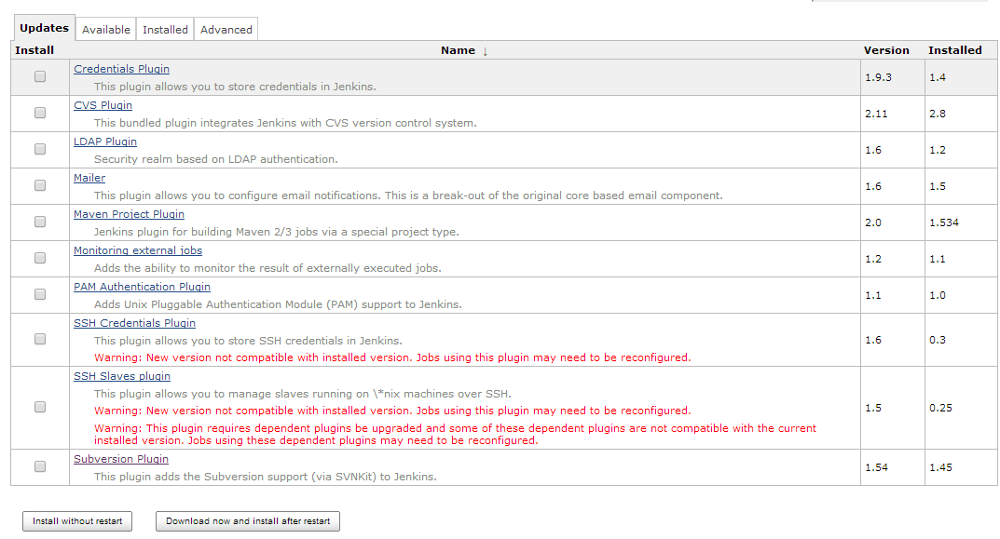 Updates Available Installed Advanced
Install Name ↓ Version Installed
Credentials Plugin
This plugin allows you to store credentials in Jenkins.
1.9.3 1.4
CVS Plugin
This bundled plugin integrates Jenkins with CVS version control system.
2.11 2.8
LDAP Plugin
Security realm based on LDAP authentication.
1.6 1.2
Mailer
This plugin allows you to configure email notifications. This is a break-out of the original core based email component.
1.6 1.5
Maven Project Plugin
Jenkins plugin for building Maven 2/3 jobs via a special project type.
2.0 1.534
Monitoring external jobs
Adds the ability to monitor the result of externally executed jobs.
1.2 1.1
PAM Authentication Plugin
Adds Unix Pluggable Authentication Module (PAM) support to Jenkins.
1.1 1.0
SSH Credentials Plugin
This plugin allows you to store SSH credentials in Jenkins.
Warning: New version not compatible with installed version. Jobs using this plugin may need to be reconfigured.
1.6 0.3
SSH Slaves plugin
This plugin allows you to manage slaves running on \*nix machines over SSH.
Warning: New version not compatible with installed version. Jobs using this plugin may need to be reconfigured.
Warning: This plugin requires dependent plugins be upgraded and some of these dependent plugins are not compatible with the current
installed version. Jobs using these dependent plugins may need to be reconfigured.
1.5 0.25
Subversion Plugin
This plugin adds the Subversion support (via SVNKit) to Jenkins.
1.54 1.45
Install without restart Download now and install after restart